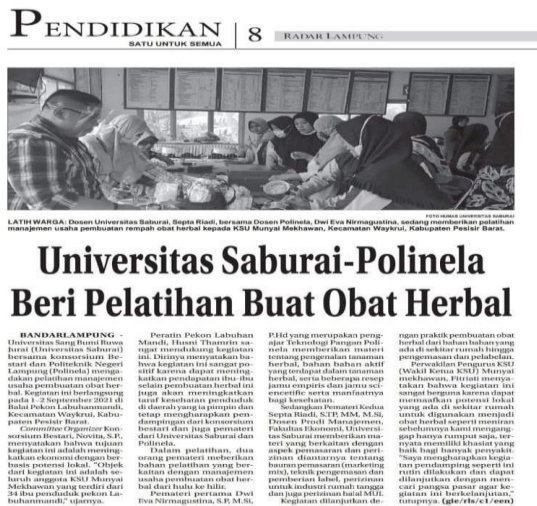 PENDIDIKAN
SATU UNTUK SEMUA
8
RADAR LAMPUNG
FOTO HUMAS UNIVERSITAS SABURAI
LATIH WARGA: Dosen Universitas Saburai, Septa Riadi, bersama Dosen Polinela, Dwi Eva Nirmagustina, sedang memberikan pelatihan
manajemen usaha pembuatan rempah obat herbal kepada KSU Munyai Mekhawan, Kecamatan Waykrui, Kabupaten Pesisir Barat.
Universitas Saburai-Polinela
Beri Pelatihan Buat Obat Herbal
BANDARLAMPUNG -
Universitas Sang Bumi Ruwa
Jurai (Universitas Saburai)
bersama konsorsium Be-
stari dan Politeknik Negeri
Lampung (Polinela) menga-
dakan pelatihan manajemen
usaha pembuatan obat her-
bal. Kegiatan ini berlangsung
pada 1-2 September 2021 di
Balai Pekon Labuhanmandi,
Kecamatan Waykrui, Kabu-
paten Pesisir Barat.
Committee Organizer Kon-
sorsium Bestari, Novita, S.P.,
menyatakan bahwa tujuan
kegiatan ini adalah mening-
katkan ekonomi dengan ber-
basis potensi lokal. "Objek
dari kegiatan ini adalah se-
luruh anggota KSU Munyai
Mekhawan yang terdiri dari
34 ibu penduduk pekon La-
buhanmandi," ujarnya.
Peratin Pekon Labuhan
Mandi, Husni Thamrin sa-
ngat mendukung kegiatan
ini. Dirinya menyatakan ba-
hwa kegiatan ini sangat po-
sitif karena dapat mening-
katkan pendapatan ibu-ibu
selain pembuatan herbal ini
juga akan meningkatkan
taraf kesehatan penduduk
di daerah yang ia pimpin dan
tetap mengharapkan pen-
dampingan dari konsorsium
bestari dan juga pemateri
dari Universitas Saburai dan
Polinela.
Dalam pelatihan, dua
orang pemateri memberikan
bahan pelatihan yang ber-
kaitan dengan manajemen
usaha pembuatan obat her-
bal dari hulu ke hilir.
Pemateri pertama Dwi
Eva Nirmagustina, S.P, M.Si,
P.Hd yang merupakan penga-
jar Teknologi Pangan Poli-
nela memberikan materi
tentang pengenalan tanaman
herbal, bahan bahan aktif
yang terdapat dalam tanaman
herbal, serta beberapa resep
jamu empiris dan jamu sci-
encetific serta manfaatnya
bagi kesehatan.
Sedangkan Pemateri Kedua
Septa Riadi, S.TP, MM, M.Si,
Dosen Prodi Manajemen,
Fakultas Ekonomi, Univers-
itas Saburai memberikan ma-
teri yang berkaitan dengan
aspek pemasaran dan peri-
zinan diantarnya tentang
bauran pemasaran (marketing
mix), teknik pengemasan dan
pemberian label, perizinan
untuk industri rumah tangga
dan juga perizinan halal MUI.
Kegiatan dilanjutkan de-
ngan praktik pembuatan obat
herbal dari bahan bahan yang
ada di sekitar rumah hingga
pengemasan dan pelabelan.
Perwakilan Pengurus KSU
(Wakil Ketua KSU) Munyai
mekhawan, Fitriati menya-
takan bahwa kegiatan ini
sangat berguna karena dapat
memaafkan potensi lokal
yang ada di sekitar rumah
untuk digunakan menjadi
obat herbal seperti meniran
sebelumnya kami mengang-
gap hanya rumput saja, ter-
nyata memiliki khasiat yang
baik bagi banyak penyakit.
"Saya mengharapkan kegia-
tan pendamping seperti ini
rutin dilakukan dan dapat
dilanjutkan dengan men-
cari pangsa pasar agar ke-
giatan ini berkelanjutan,"
tutupnya. (gie/rls/c1/een)